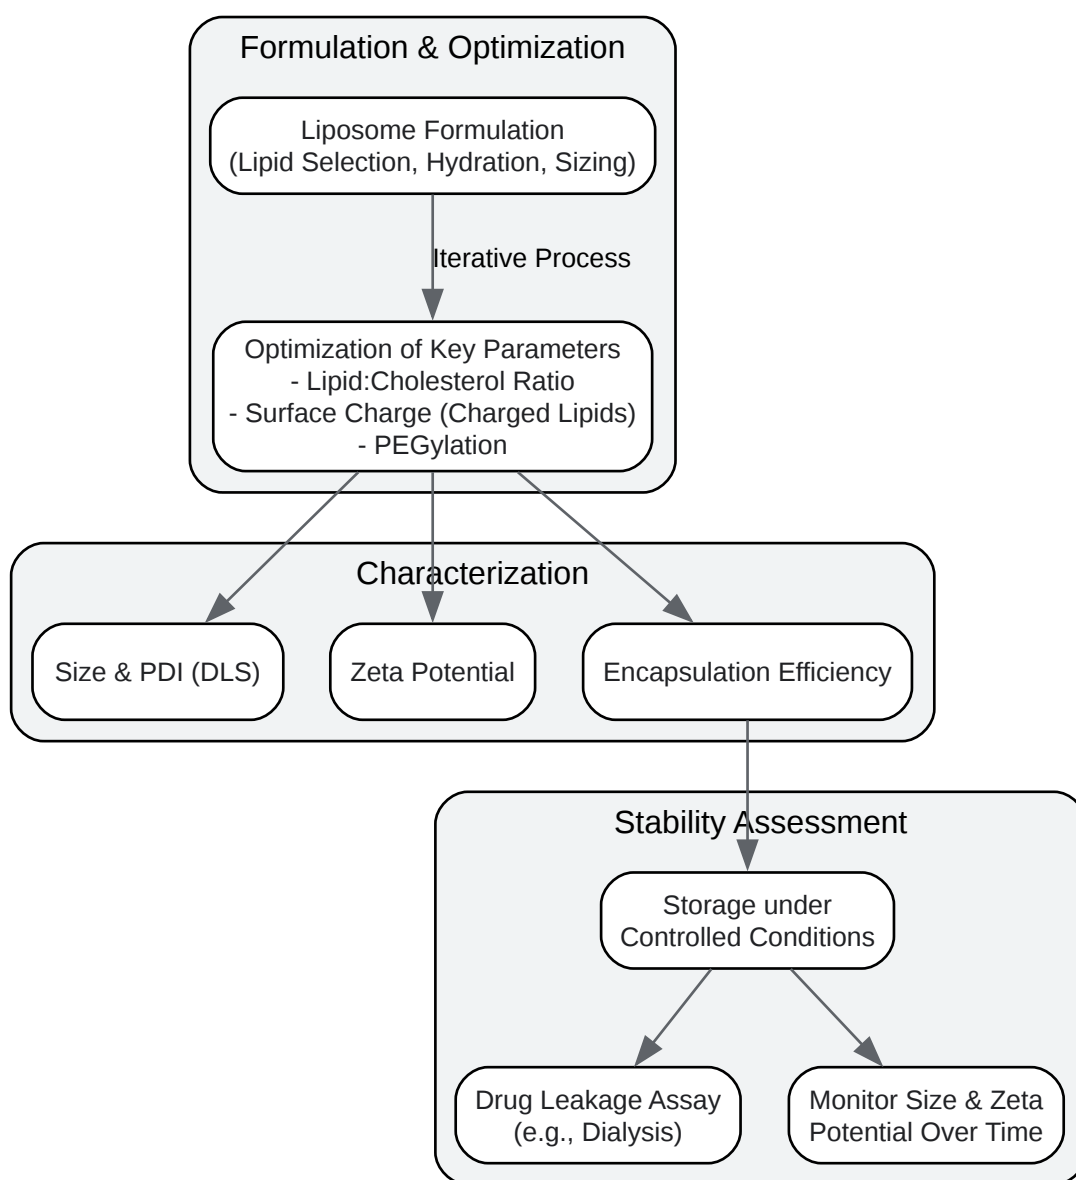 Formulation & Optimization
Liposome Formulation
(Lipid Selection, Hydration, Sizing)
Iterative Process
Optimization of Key Parameters
- Lipid:Cholesterol Ratio
- Surface Charge (Charged Lipids)
- PEGylation
Characterization
Size & PDI (DLS)
Zeta Potential
Encapsulation Efficiency
Stability Assessment
Storage under
Controlled Conditions
Drug Leakage Assay
(e.g., Dialysis)
Monitor Size & Zeta
Potential Over Time